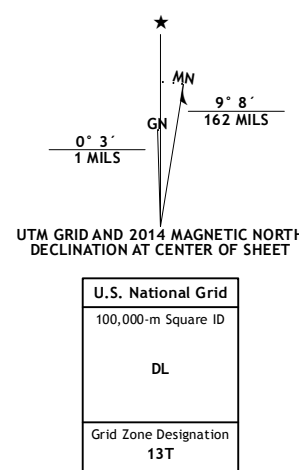 ★
MN
GN
9° 8´
162 MILS
0° 3´
1 MILS
UTM GRID AND 2014 MAGNETIC NORTH
DECLINATION AT CENTER OF SHEET
U.S. National Grid
100,000-m Square ID
DL
Grid Zone Designation
13T